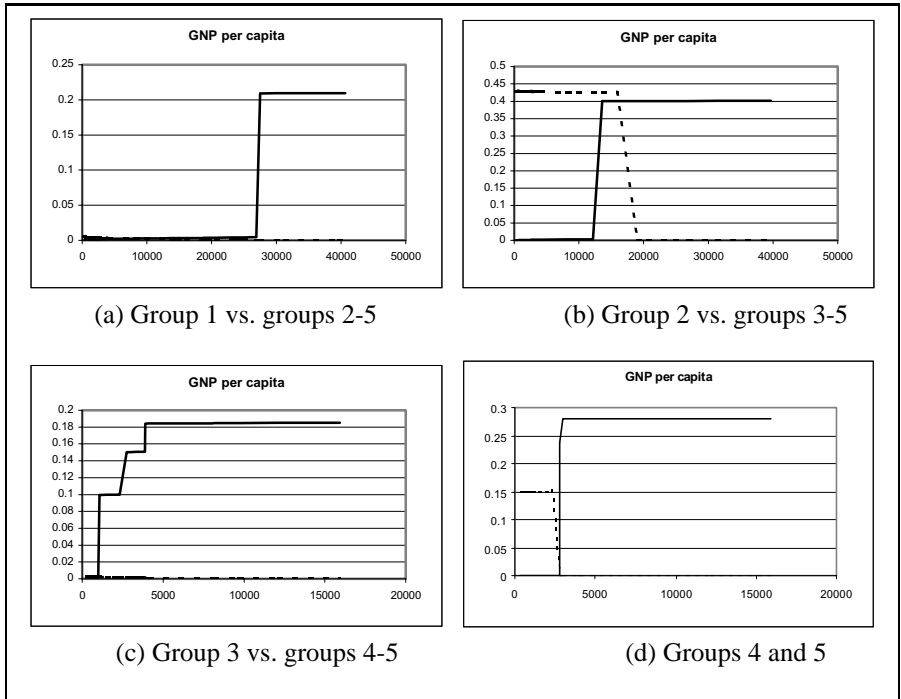 GNP per capita
0.25
0.2
0.15
0.1
0.05
0
0 10000 20000 30000 40000 50000
(a) Group 1 vs. groups 2-5
GNP per capita
0.5
0.45
0.4
0.35
0.3
0.25
0.2
0.15
0.1
0.05
0
0 10000 20000 30000 40000 50000
(b) Group 2 vs. groups 3-5
GNP per capita
0.2
0.18
0.16
0.14
0.12
0.1
0.08
0.06
0.04
0.02
0
0 5000 10000 15000 20000
(c) Group 3 vs. groups 4-5
GNP per capita
0.3
0.25
0.2
0.15
0.1
0.05
0
0 5000 10000 15000 20000
(d) Groups 4 and 5